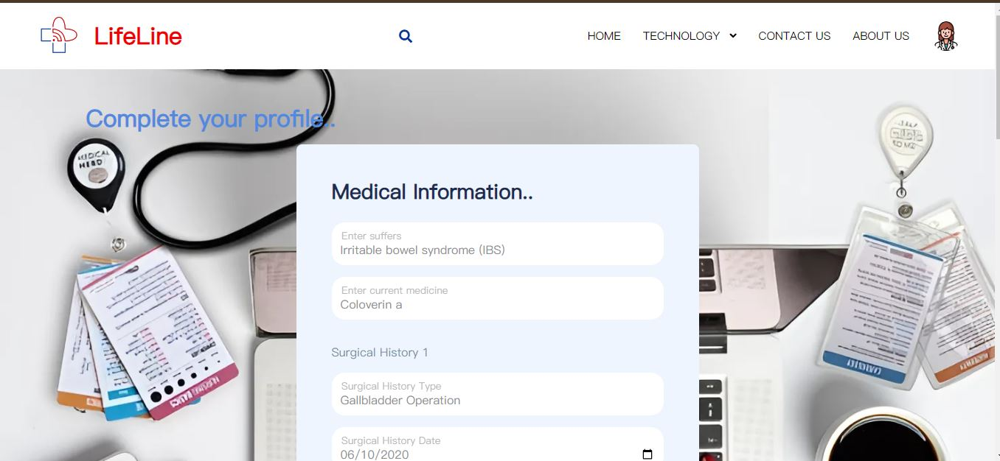 LifeLine
HOME
TECHNOLOGY
CONTACT US
ABOUT US
Complete your profile..
Medical Information..
Enter suffers
Irritable bowel syndrome (IBS)
Enter current medicine
Coloverin a
Surgical History 1
Surgical History Type
Gallbladder Operation
Surgical History Date
06/10/2020